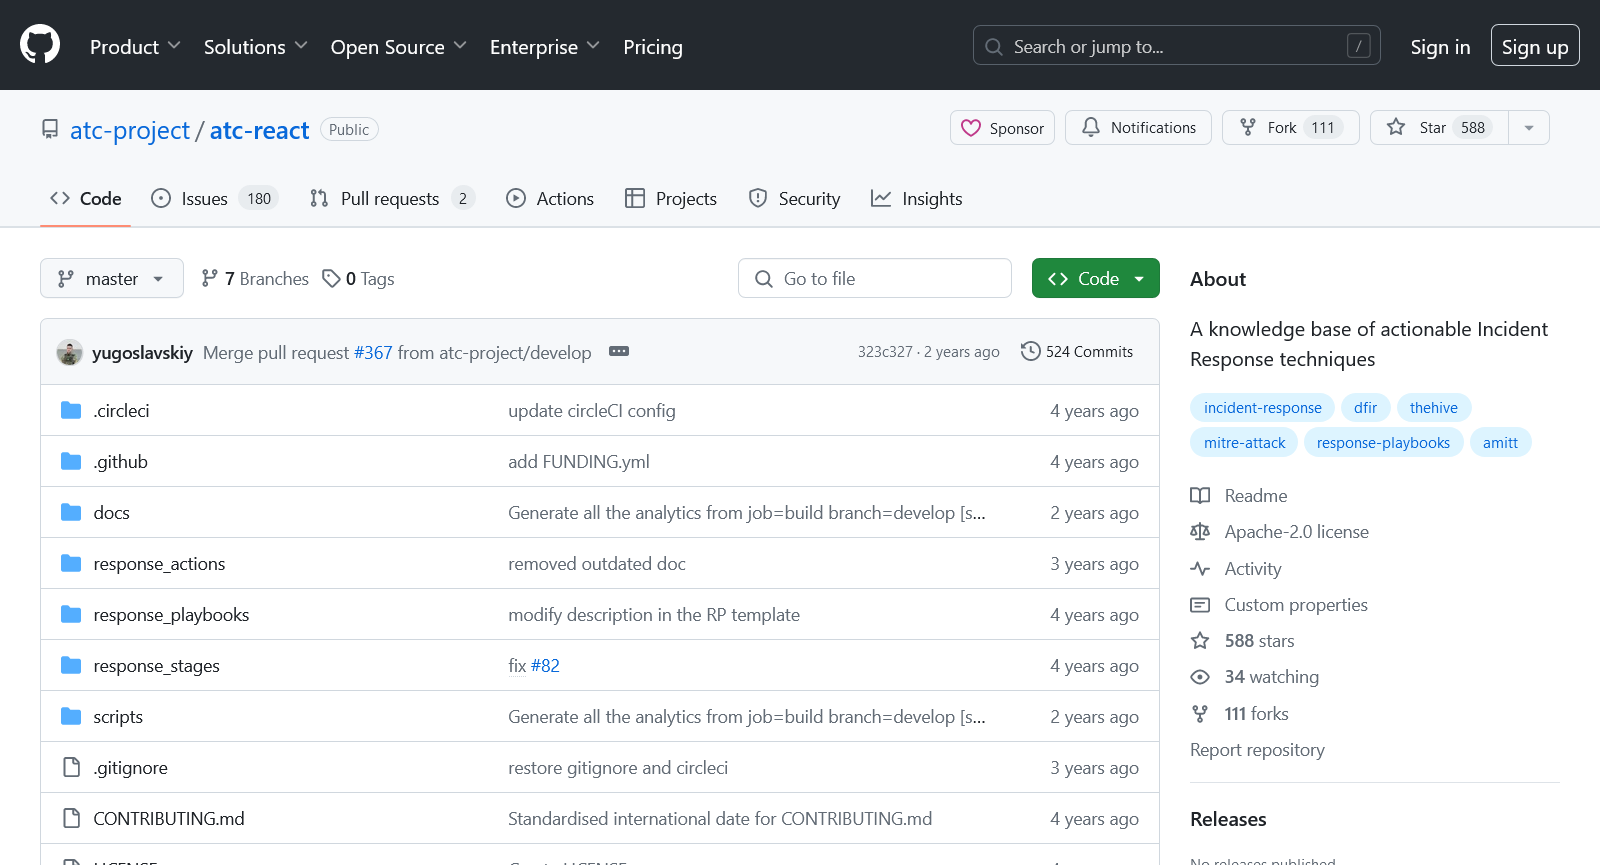 Product Solutions Open Source Enterprise Pricing Search or jump to... / Sign in Sign up
atc-project / atc-react Public Sponsor Notifications Fork 111 Star 588
Code Issues 180 Pull requests 2 Actions Projects Security Insights
master 7 Branches 0 Tags Go to file Code
yugoslavskiy Merge pull request #367 from atc-project/develop 323c327 · 2 years ago 524 Commits
.circleci update circleCI config 4 years ago
.github add FUNDING.yml 4 years ago
docs Generate all the analytics from job=build branch=develop [s... 2 years ago
response_actions removed outdated doc 3 years ago
response_playbooks modify description in the RP template 4 years ago
response_stages fix #82 4 years ago
scripts Generate all the analytics from job=build branch=develop [s... 2 years ago
.gitignore restore gitignore and circleci 3 years ago
CONTRIBUTING.md Standardised international date for CONTRIBUTING.md 4 years ago
About
A knowledge base of actionable Incident
Response techniques
incident-response dfir thehive
mitre-attack response-playbooks amitt
Readme
Apache-2.0 license
Activity
Custom properties
588 stars
34 watching
111 forks
Report repository
Releases
No releases published